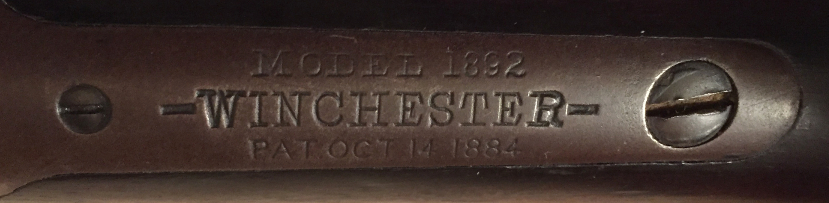 MODEL 1892
-WINCHESTER-
PAT. OCT 14 1884